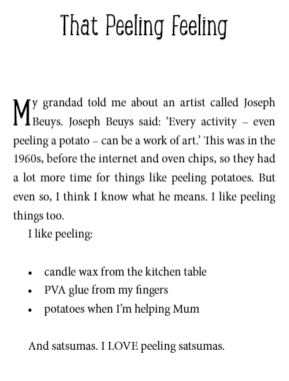 That Peeling Feeling
My grandad told me about an artist called Joseph
Beuys. Joseph Beuys said: ‘Every activity – even
peeling a potato – can be a work of art.’ This was in the
1960s, before the internet and oven chips, so they had
a lot more time for things like peeling potatoes. But
even so, I think I know what he means. I like peeling
things too.
I like peeling:
• candle wax from the kitchen table
• PVA glue from my fingers
• potatoes when I’m helping Mum
And satsumas. I LOVE peeling satsumas.